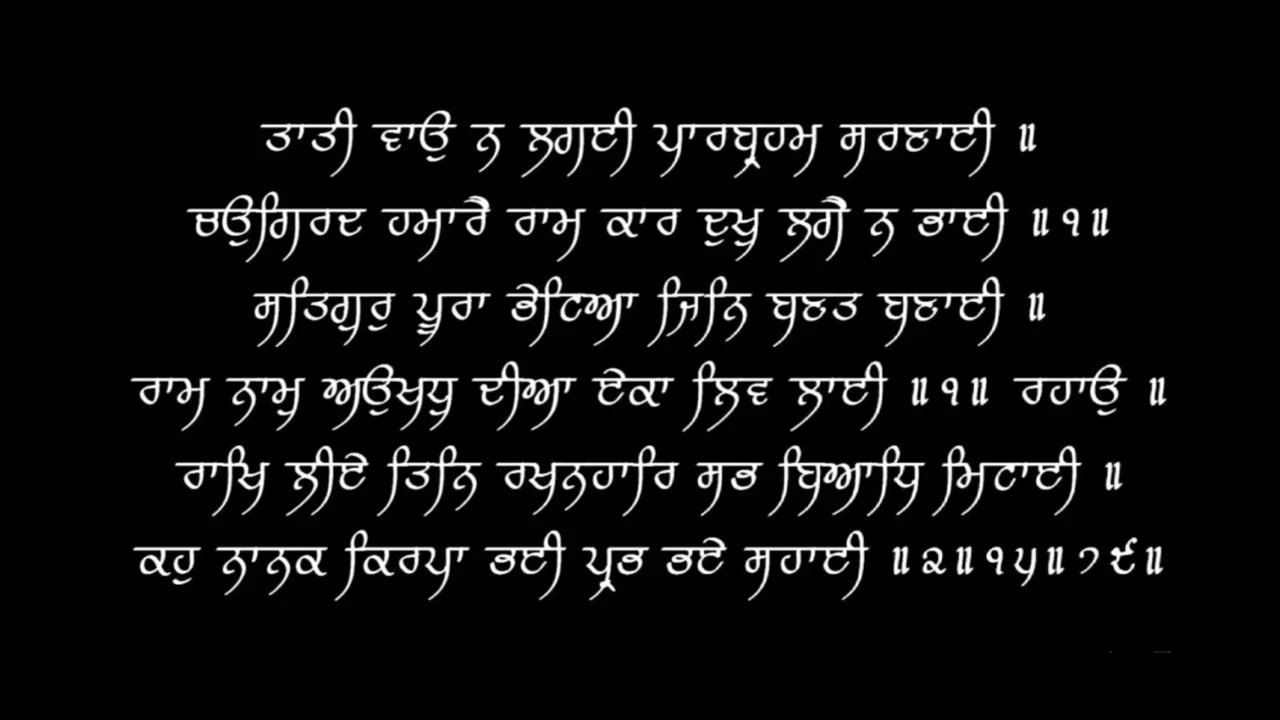 ਤਾਤੀ ਵਾਉ ਨ ਲਗਈ ਪਾਰਬ੍ਰਹਮ ਸਰਣਾਈ ॥
ਚਉਗਿਰਦ ਹਮਾਰੈ ਰਾਮ ਕਾਰ ਦੁਖੁ ਲਗੈ ਨ ਭਾਈ ॥੧॥
ਸਤਿਗੁਰੁ ਪੂਰਾ ਭੇਟਿਆ ਜਿਨਿ ਬਣਤ ਬਣਾਈ ॥
ਰਾਮ ਨਾਮੁ ਅਉਖਧੁ ਦੀਆ ਏਕਾ ਲਿਵ ਲਾਈ ॥੧॥ ਰਹਾਉ ॥
ਰਾਖਿ ਲੀਏ ਤਿਨਿ ਰਖਨਹਾਰਿ ਸਭ ਬਿਆਧਿ ਮਿਟਾਈ ॥
ਕਹੁ ਨਾਨਕ ਕਿਰਪਾ ਭਈ ਪ੍ਰਭ ਭਏ ਸਹਾਈ ॥੨॥੧੫॥੭੯॥